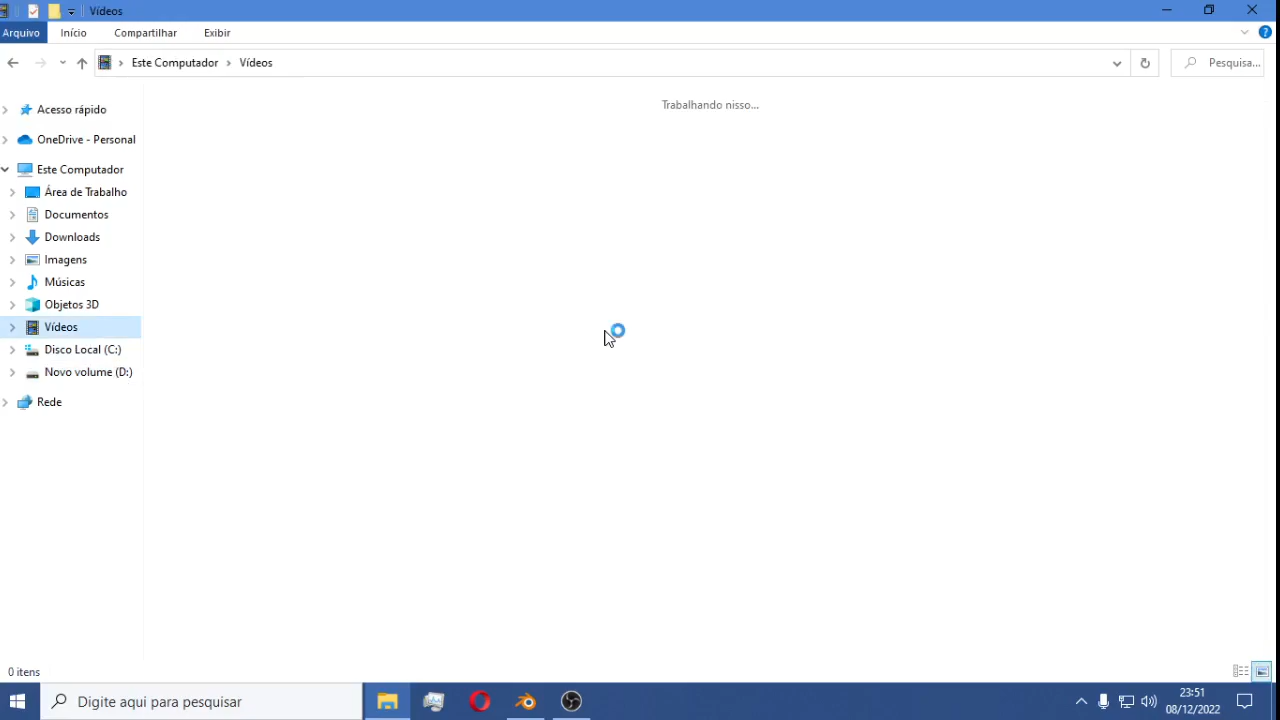 Vídeos
Arquivo Início Compartilhar Exibir
Este Computador Vídeos Pesquisa...
Trabalhando nisso...
Acesso rápido
OneDrive - Personal
Este Computador
Área de Trabalho
Documentos
Downloads
Imagens
Músicas
Objetos 3D
Vídeos
Disco Local (C:)
Novo volume (D:)
Rede
0 itens
Digite aqui para pesquisar
23:51
08/12/2022